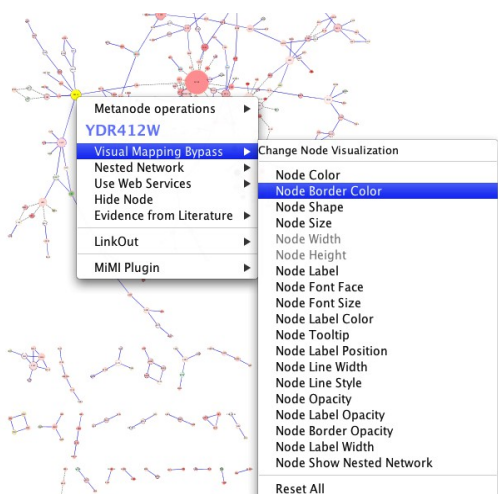 Metanode operations
YDR412W
Visual Mapping Bypass
Nested Network
Use Web Services
Hide Node
Evidence from Literature
LinkOut
MiMI Plugin
Change Node Visualization
Node Color
Node Border Color
Node Shape
Node Size
Node Width
Node Height
Node Label
Node Font Face
Node Font Size
Node Label Color
Node Tooltip
Node Label Position
Node Line Width
Node Line Style
Node Opacity
Node Label Opacity
Node Border Opacity
Node Label Width
Node Show Nested Network
Reset All